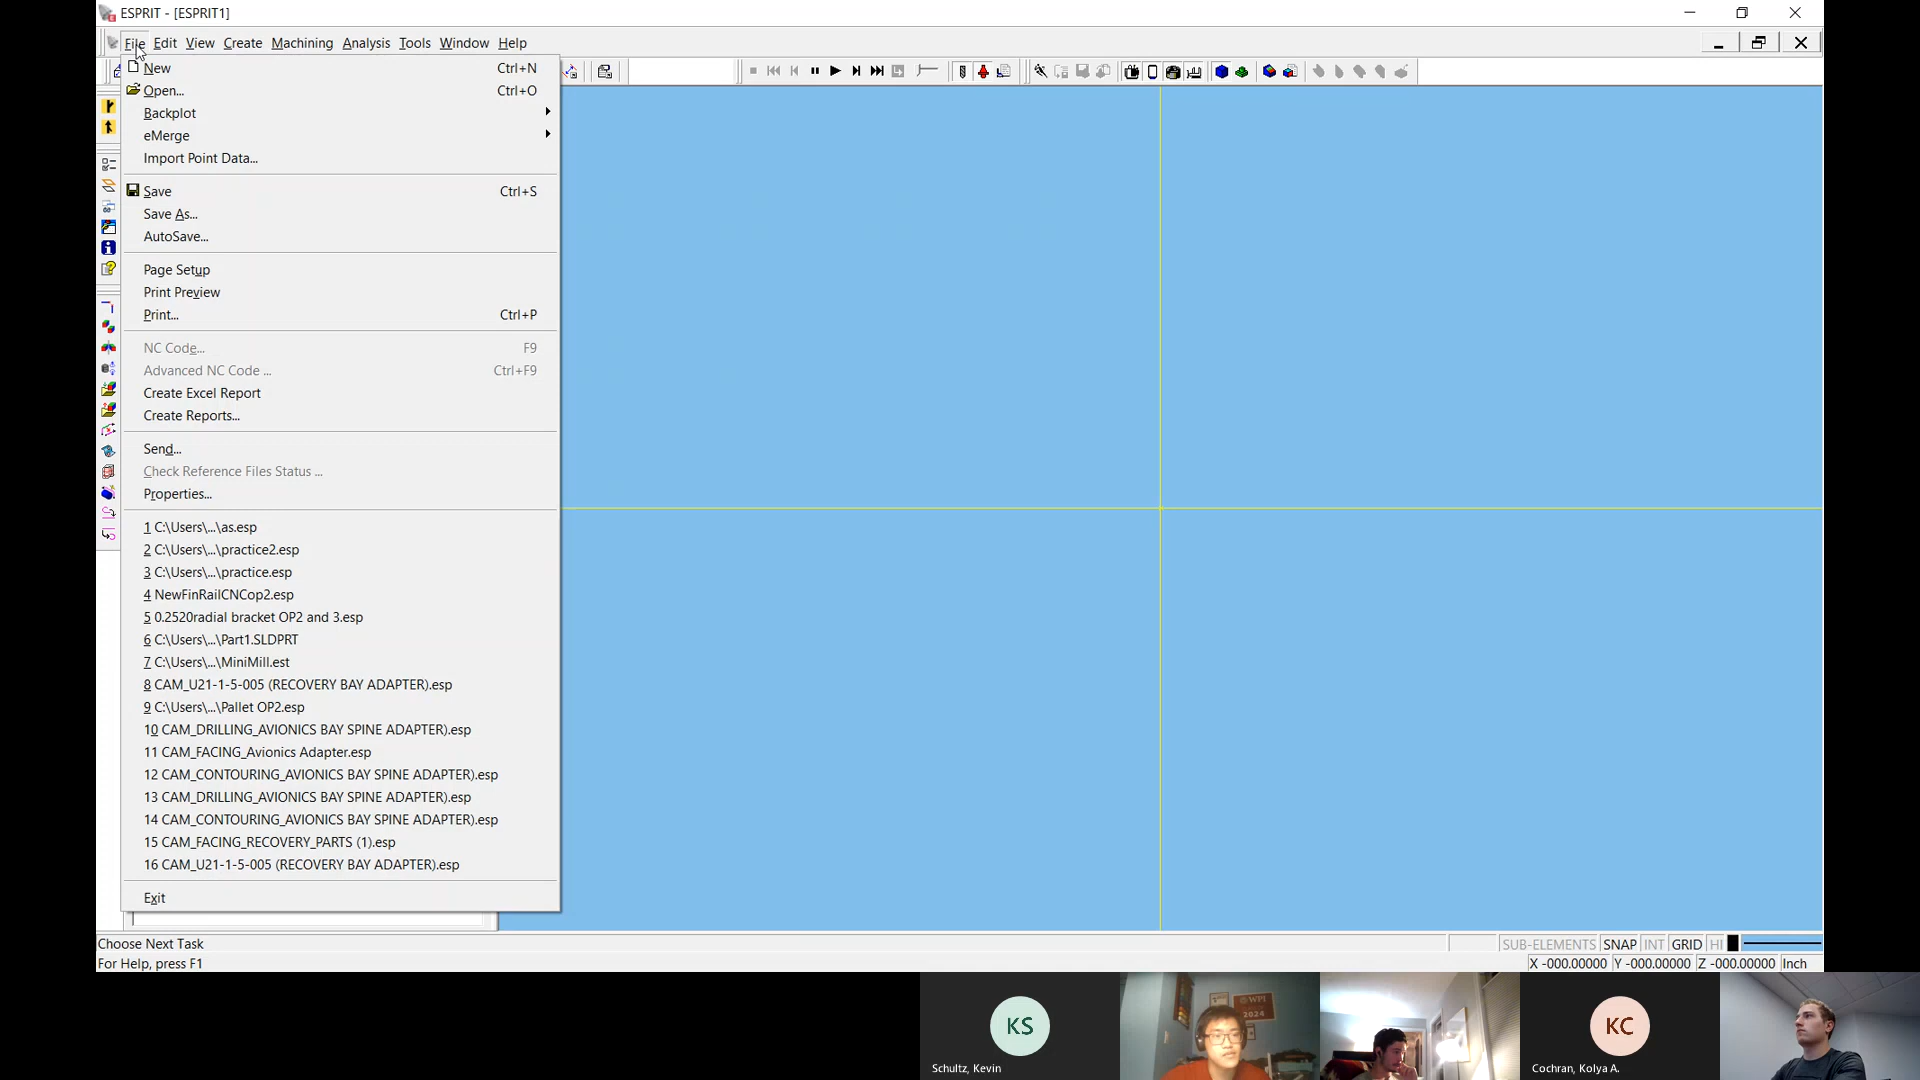 ESPRIT - [ESPRIT1]
File Edit View Create Machining Analysis Tools Window Help
New Ctrl+N
Open... Ctrl+O
Backplot
eMerge
Import Point Data...
Save Ctrl+S
Save As...
AutoSave...
Page Setup
Print Preview
Print... Ctrl+P
NC Code... F9
Advanced NC Code ... Ctrl+F9
Create Excel Report
Create Reports...
Send...
Check Reference Files Status ...
Properties...
1 C:\Users\...\as.esp
2 C:\Users\...\practice2.esp
3 C:\Users\...\practice.esp
4 NewFinRailCNCop2.esp
5 0.2520radial bracket OP2 and 3.esp
6 C:\Users\...\Part1.SLDPRT
7 C:\Users\...\MiniMill.est
8 CAM_U21-1-5-005 (RECOVERY BAY ADAPTER).esp
9 C:\Users\...\Pallet OP2.esp
10 CAM_DRILLING_AVIONICS BAY SPINE ADAPTER).esp
11 CAM_FACING_Avionics Adapter.esp
12 CAM_CONTOURING_AVIONICS BAY SPINE ADAPTER).esp
13 CAM_DRILLING_AVIONICS BAY SPINE ADAPTER).esp
14 CAM_CONTOURING_AVIONICS BAY SPINE ADAPTER).esp
15 CAM_FACING_RECOVERY_PARTS (1).esp
16 CAM_U21-1-5-005 (RECOVERY BAY ADAPTER).esp
Exit
Choose Next Task
SUB-ELEMENTS SNAP INT GRID HI
For Help, press F1
X -000.00000 Y -000.00000 Z -000.00000 Inch
KS
Schultz, Kevin
WPI
2024
KC
Cochran, Kolya A.